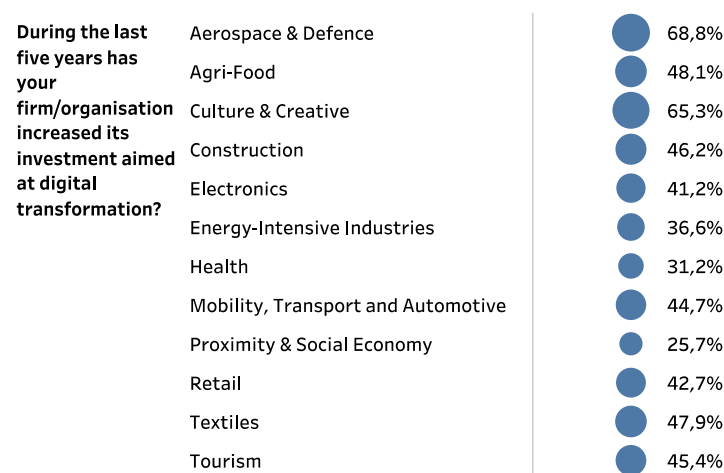 During the last
five years has
your
firm/organisation
increased its
investment aimed
at digital
transformation?
Aerospace & Defence 68,8%
Agri-Food 48,1%
Culture & Creative 65,3%
Construction 46,2%
Electronics 41,2%
Energy-Intensive Industries 36,6%
Health 31,2%
Mobility, Transport and Automotive 44,7%
Proximity & Social Economy 25,7%
Retail 42,7%
Textiles 47,9%
Tourism 45,4%